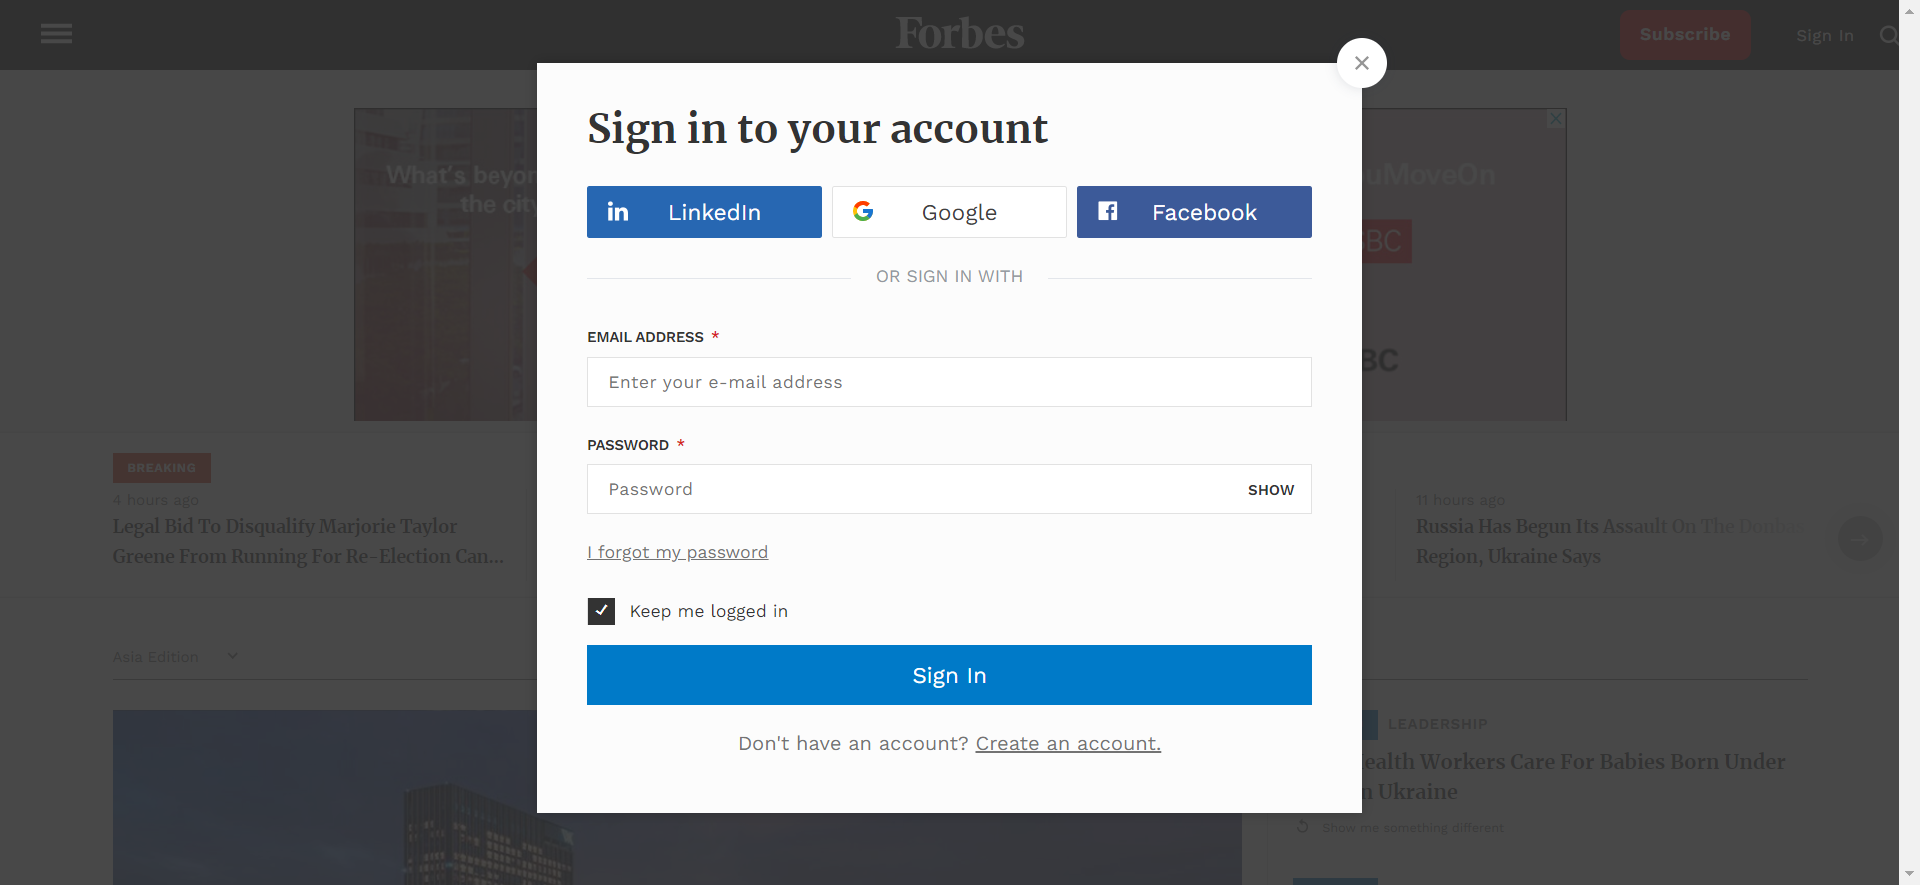 Forbes
Subscribe
Sign In
Sign in to your account
LinkedIn
Google
Facebook
OR SIGN IN WITH
EMAIL ADDRESS *
Enter your e-mail address
PASSWORD *
Password
SHOW
I forgot my password
Keep me logged in
Sign In
Don't have an account? Create an account.
What's beyon
the city
uMoveOn
BC
BC
BREAKING
4 hours ago
Legal Bid To Disqualify Marjorie Taylor
Greene From Running For Re-Election Can...
11 hours ago
Russia Has Begun Its Assault On The Donba
Region, Ukraine Says
Asia Edition
LEADERSHIP
ealth Workers Care For Babies Born Under
n Ukraine
Show me something different